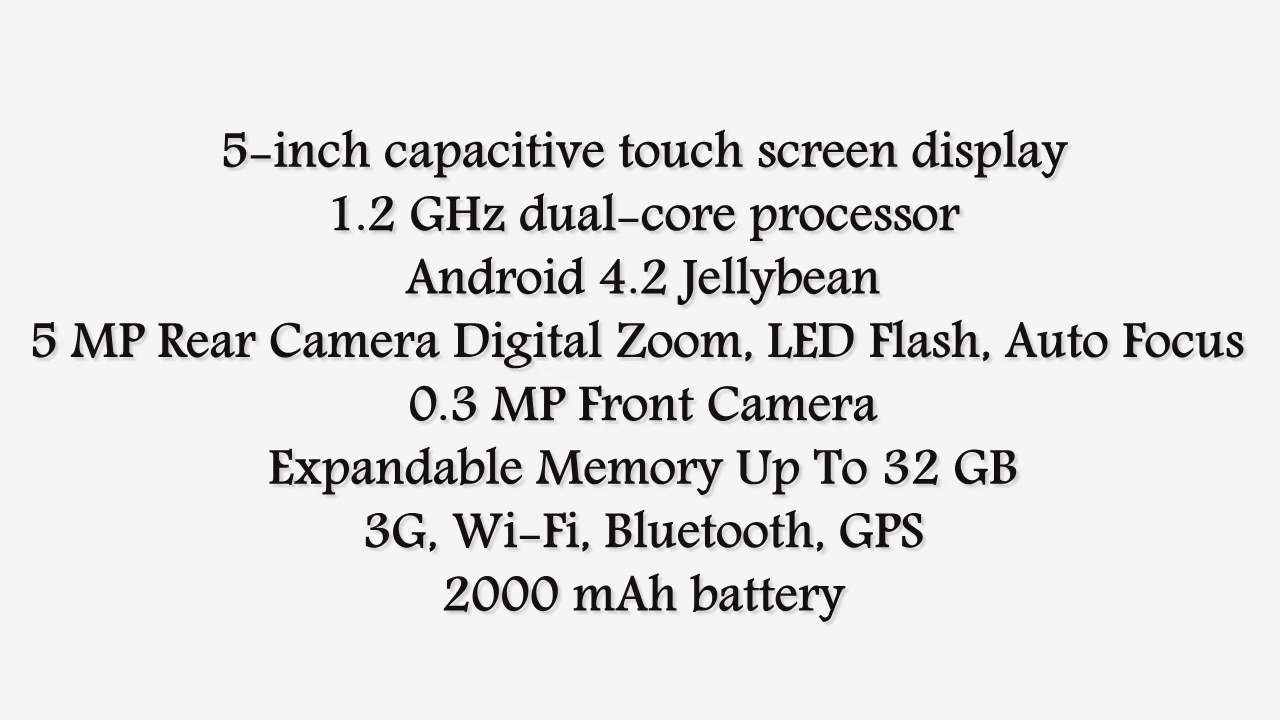 5-inch capacitive touch screen display
1.2 GHz dual-core processor
Android 4.2 Jellybean
5 MP Rear Camera Digital Zoom, LED Flash, Auto Focus
0.3 MP Front Camera
Expandable Memory Up To 32 GB
3G, Wi-Fi, Bluetooth, GPS
2000 mAh battery